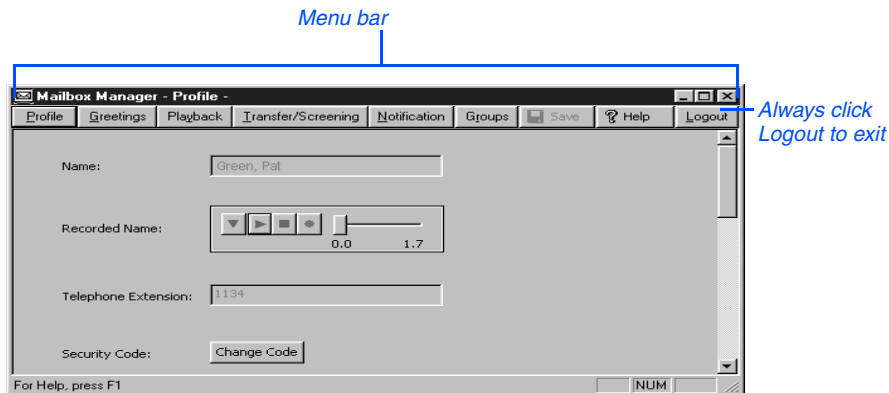 Menu bar
Mailbox Manager - Profile -
Profile Greetings Playback Transfer/Screening Notification Groups Save Help Logout
Always click
Logout to exit
Name: Green, Pat
Recorded Name:
0.0 1.7
Telephone Extension: 1134
Security Code: Change Code
For Help, press F1 NUM